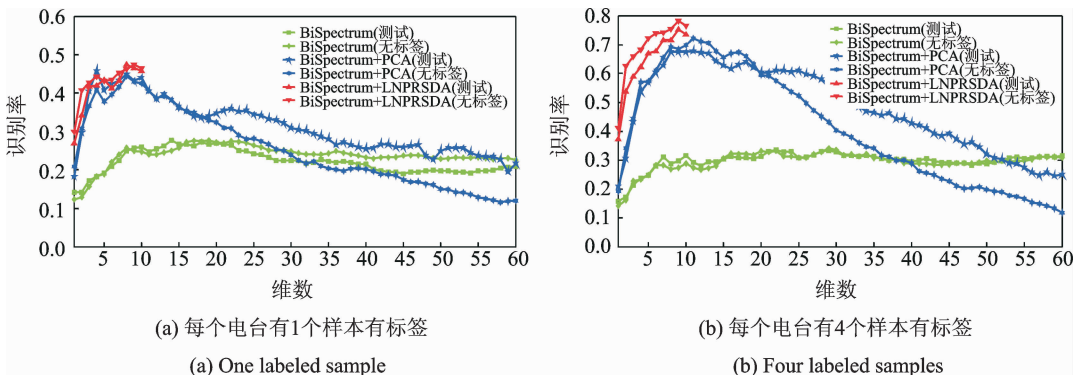 0.6
0.5
0.4
0.3
0.2
0.1
0.0
识别率
BiSpectrum(测试)
BiSpectrum(无标签)
BiSpectrum+PCA(测试)
BiSpectrum+PCA(无标签)
BiSpectrum+LNPRSDA(测试)
BiSpectrum+LNPRSDA(无标签)
5 10 15 20 25 30 35 40 45 50 55 60
维数
(a) 每个电台有1个样本有标签
(a) One labeled sample
0.8
0.7
0.6
0.5
0.4
0.3
0.2
0.1
0.0
识别率
BiSpectrum(测试)
BiSpectrum(无标签)
BiSpectrum+PCA(测试)
BiSpectrum+PCA(无标签)
BiSpectrum+LNPRSDA(测试)
BiSpectrum+LNPRSDA(无标签)
5 10 15 20 25 30 35 40 45 50 55 60
维数
(b) 每个电台有4个样本有标签
(b) Four labeled samples